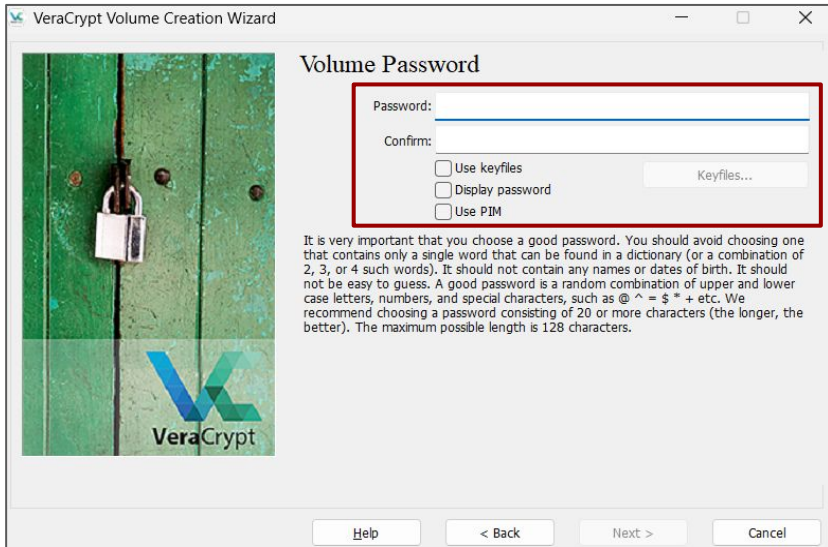 VeraCrypt Volume Creation Wizard
Volume Password
Password:
Confirm:
Use keyfiles
Keyfiles...
Display password
Use PIM
It is very important that you choose a good password. You should avoid choosing one
that contains only a single word that can be found in a dictionary (or a combination of
2, 3, or 4 such words). It should not contain any names or dates of birth. It should
not be easy to guess. A good password is a random combination of upper and lower
case letters, numbers, and special characters, such as @ ^ = $ * + etc. We
recommend choosing a password consisting of 20 or more characters (the longer, the
better). The maximum possible length is 128 characters.
VeraCrypt
Help
< Back
Next >
Cancel